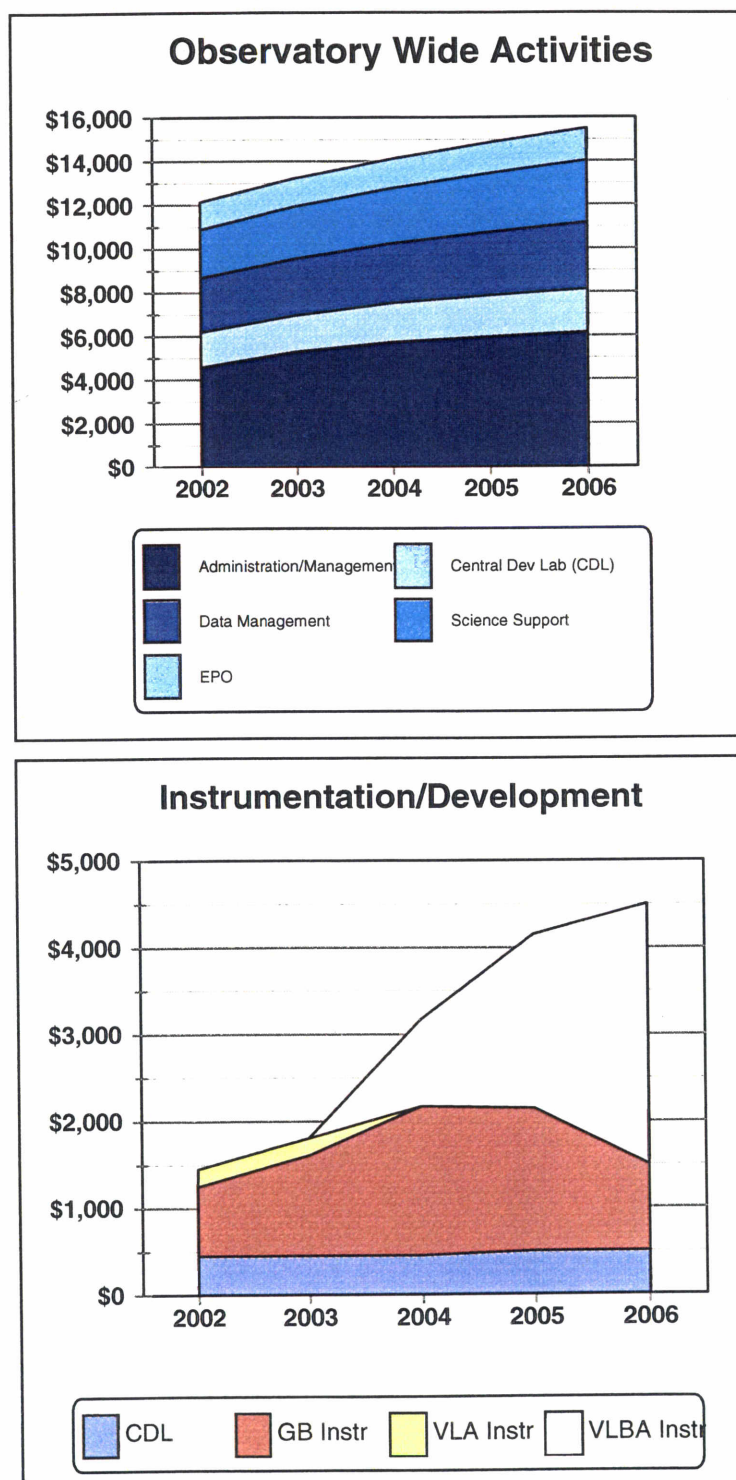 Observatory Wide Activities
$16,000
$14,000
$12,000
$10,000
$8,000
$6,000
$4,000
$2,000
$0
2002 2003 2004 2005 2006
Administration/Managemen Central Dev Lab (CDL)
Data Management Science Support
EPO
Instrumentation/Development
$5,000
$4,000
$3,000
$2,000
$1,000
$0
2002 2003 2004 2005 2006
CDL GB Instr VLA Instr VLBA Instr